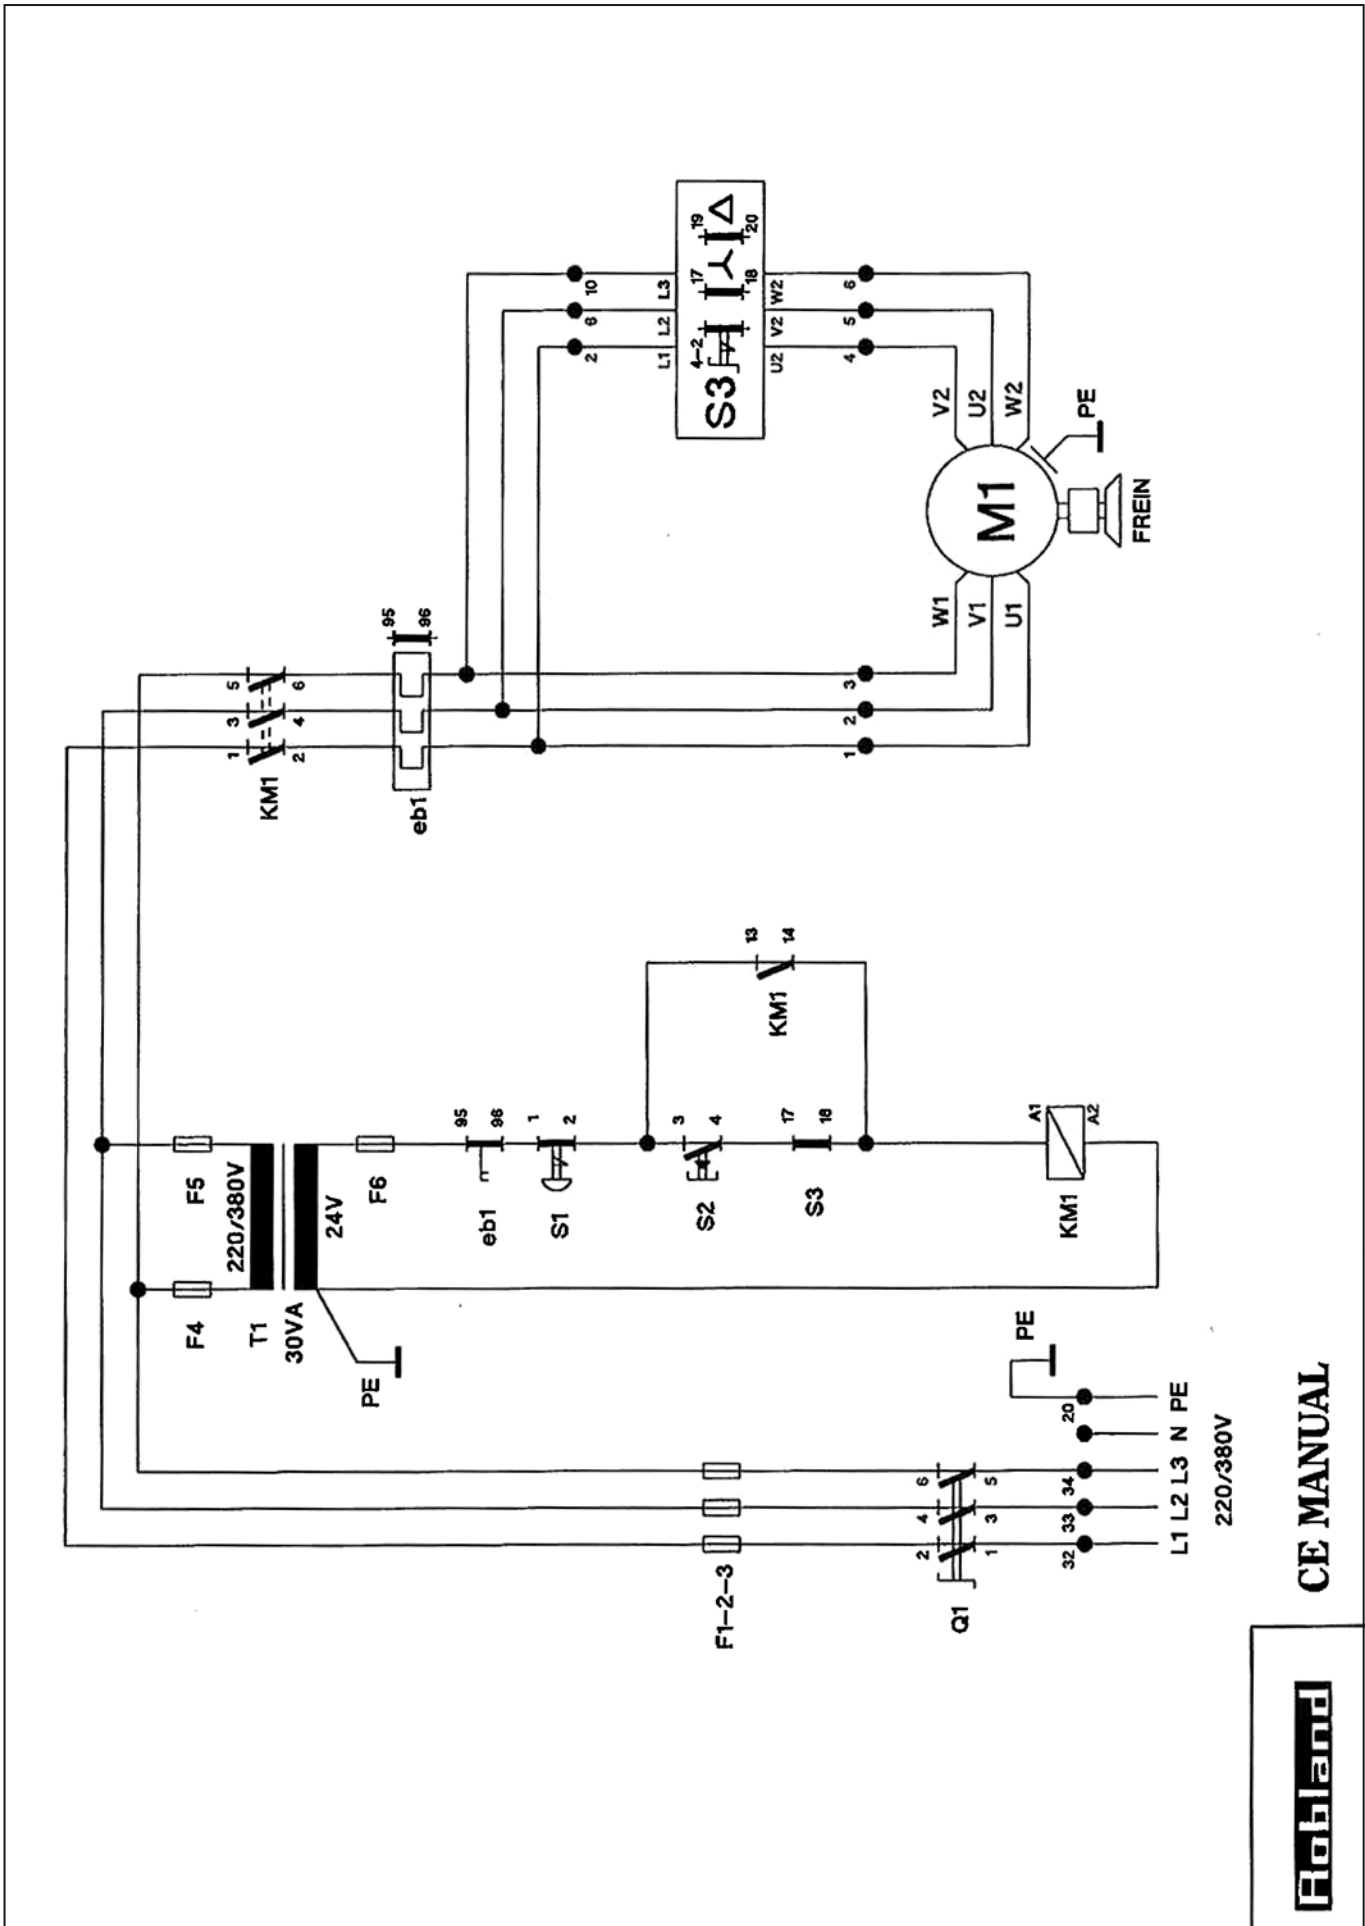 KM1 1 3 5
2 4 6
F4 F5
T1 220/380V
30VA 24V
PE
F6
eb1 95
96
eb1 95
96
S1 1
2
2 6 10
L1 L2 L3
S3 4-2 17 19
18 20
U2 V2 W2
4 5 6
F1-2-3
S2 3
4
KM1 13
14
S3 17
18
1 2 3
Q1 2 4 6
1 3 5
W1 V2
V1 M1 U2
U1 W2
PE
FREIN
KM1 A1
A2
PE
32 33 34 20
L1 L2 L3 N PE
220/380V
Robland
CE MANUAL